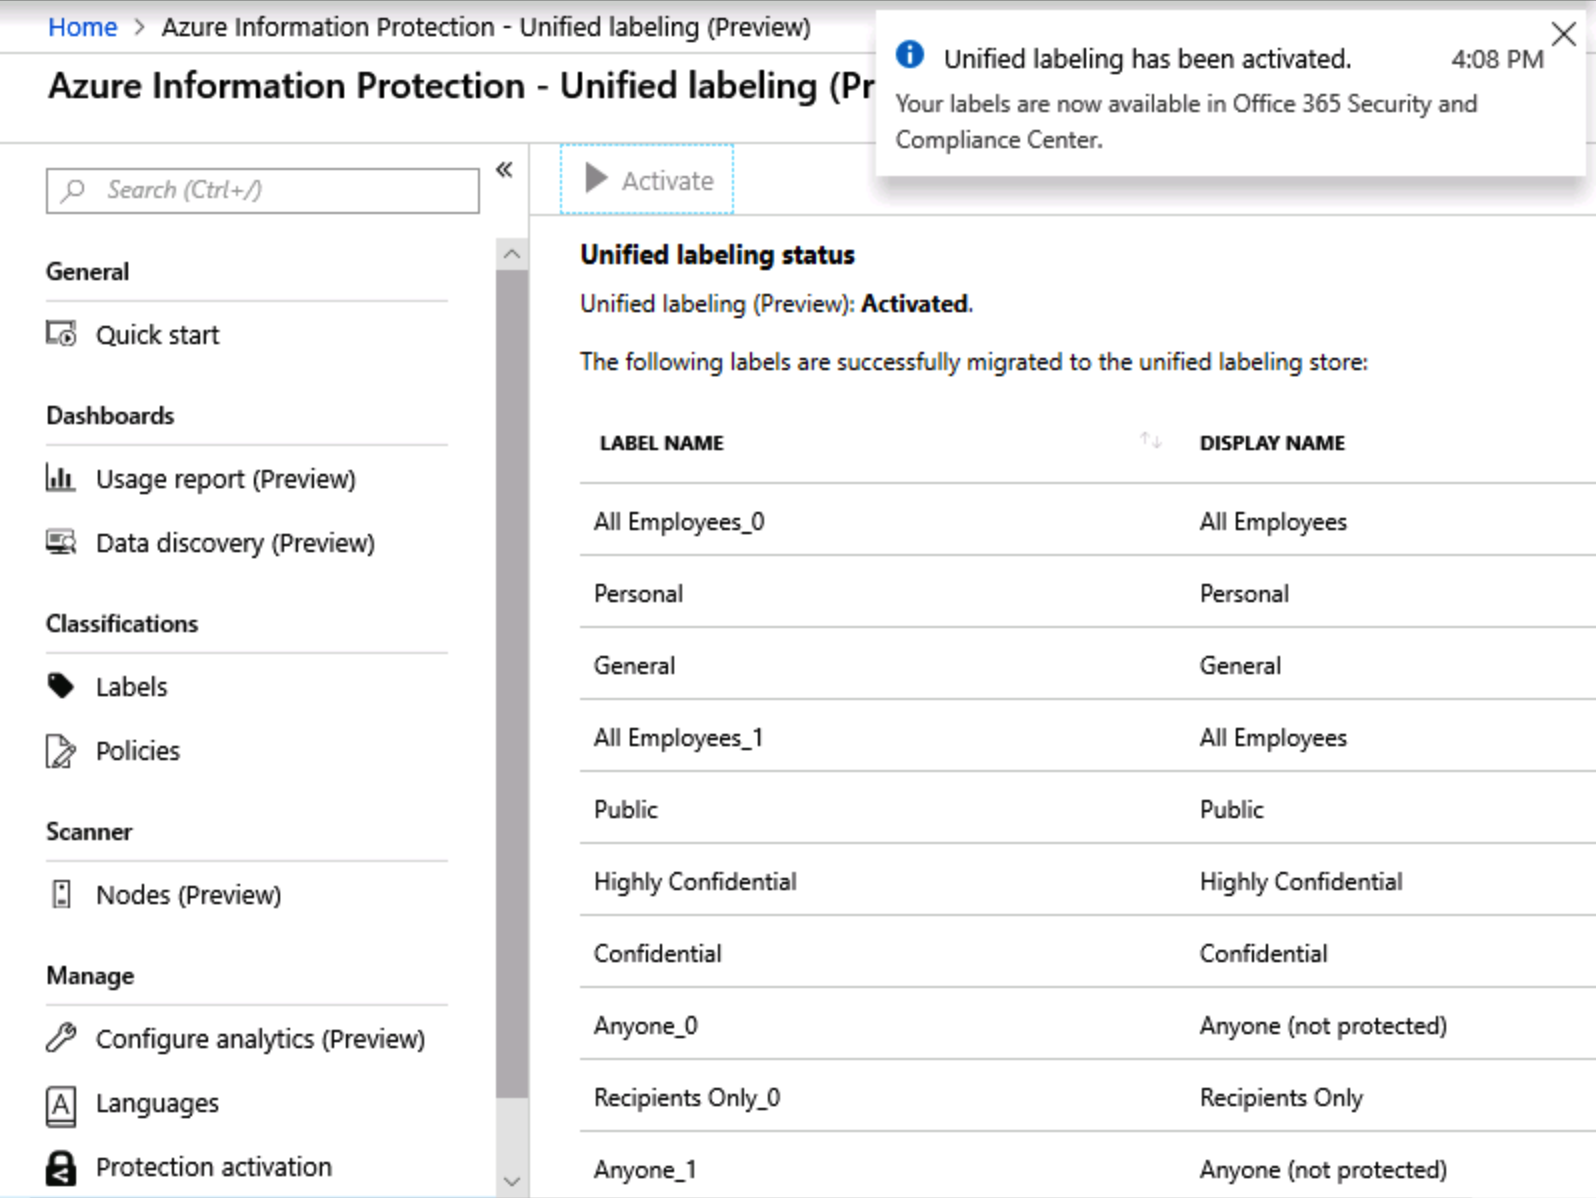 Home > Azure Information Protection - Unified labeling (Preview)
Azure Information Protection - Unified labeling (Pr
Unified labeling has been activated. 4:08 PM
Your labels are now available in Office 365 Security and
Compliance Center.
Search (Ctrl+/)
«
General
Quick start
Dashboards
Usage report (Preview)
Data discovery (Preview)
Classifications
Labels
Policies
Scanner
Nodes (Preview)
Manage
Configure analytics (Preview)
Languages
Protection activation
Activate
Unified labeling status
Unified labeling (Preview): Activated.
The following labels are successfully migrated to the unified labeling store:
LABEL NAME DISPLAY NAME
All Employees_0 All Employees
Personal Personal
General General
All Employees_1 All Employees
Public Public
Highly Confidential Highly Confidential
Confidential Confidential
Anyone_0 Anyone (not protected)
Recipients Only_0 Recipients Only
Anyone_1 Anyone (not protected)